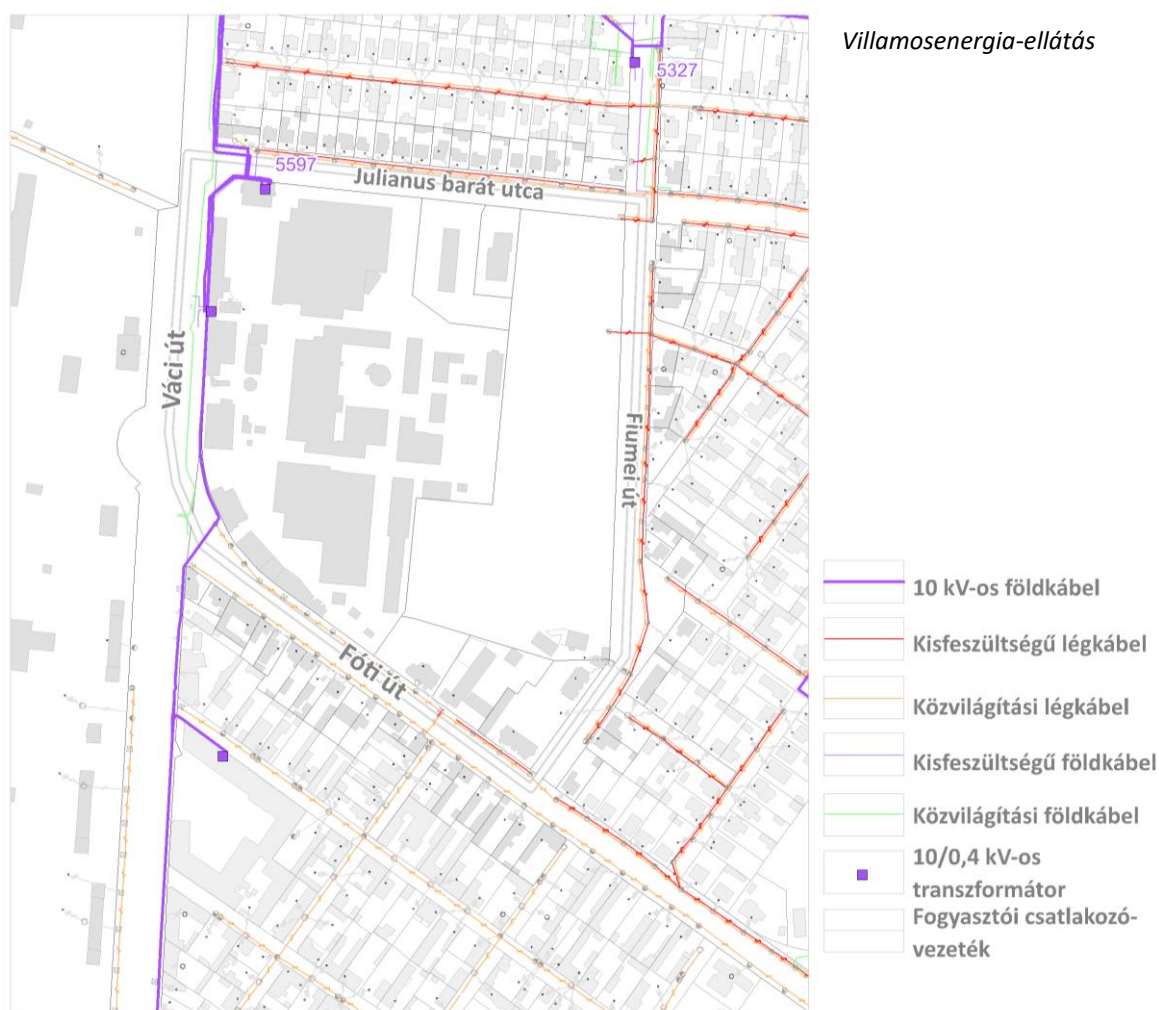 Villamosenergia-ellátás
5327
5597
Julianus barát utca
Váci út
Fiumei út
Fóti út
10 kV-os földkábel
Kisfeszültségű légkábel
Közvilágítási légkábel
Kisfeszültségű földkábel
Közvilágítási földkábel
10/0,4 kV-os
transzformátor
Fogyasztói csatlakozó-
vezeték